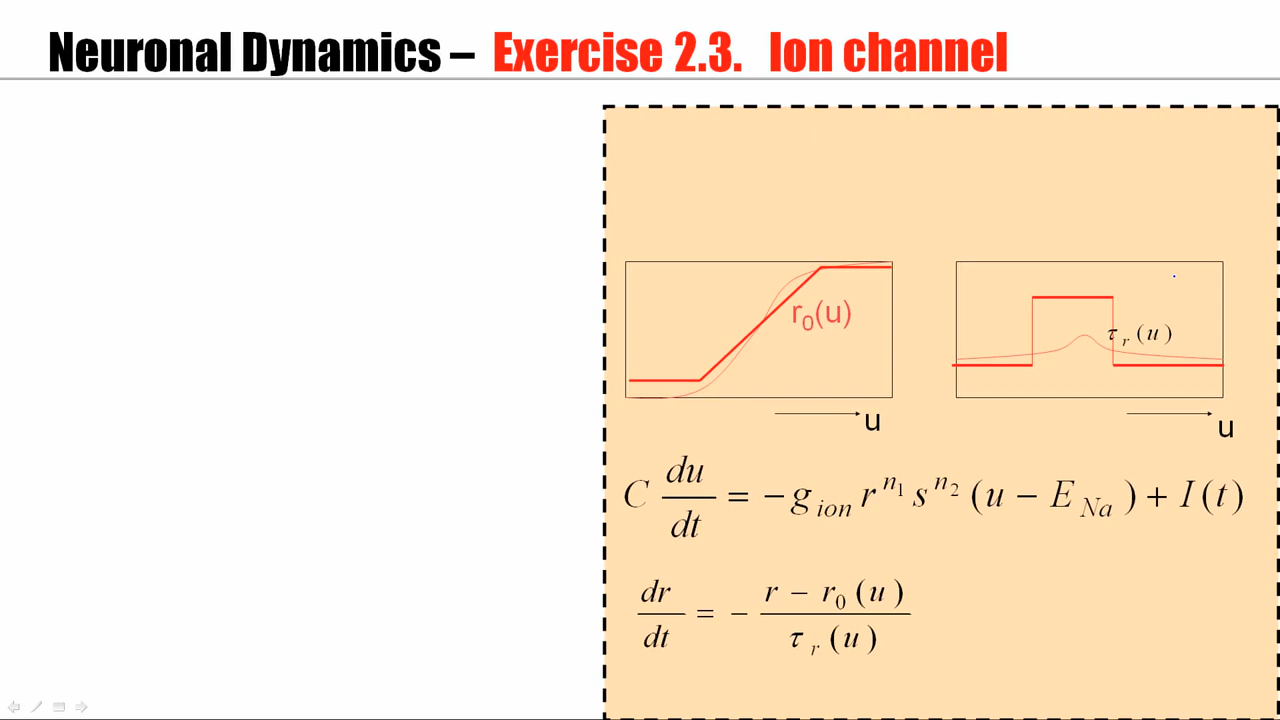 Neuronal Dynamics – Exercise 2.3. Ion channel
r₀(u)
τ_r (u)
u
u
C du/dt = − g_ion r^n₁ s^n₂ (u − E_Na) + I(t)
dr/dt = − (r − r₀(u)) / τ_r (u)